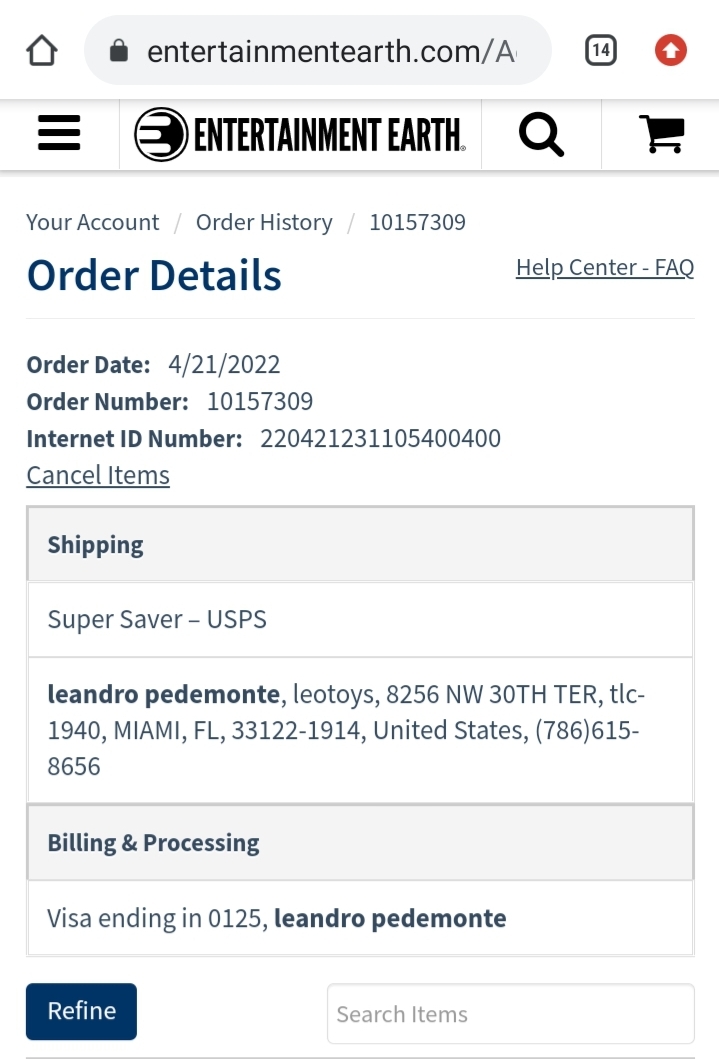 entertainmentearth.com/A
14
ENTERTAINMENT EARTH®
Your Account / Order History / 10157309
Order Details
Help Center - FAQ
Order Date: 4/21/2022
Order Number: 10157309
Internet ID Number: 220421231105400400
Cancel Items
Shipping
Super Saver – USPS
leandro pedemonte, leotoys, 8256 NW 30TH TER, tlc-
1940, MIAMI, FL, 33122-1914, United States, (786)615-
8656
Billing & Processing
Visa ending in 0125, leandro pedemonte
Refine
Search Items